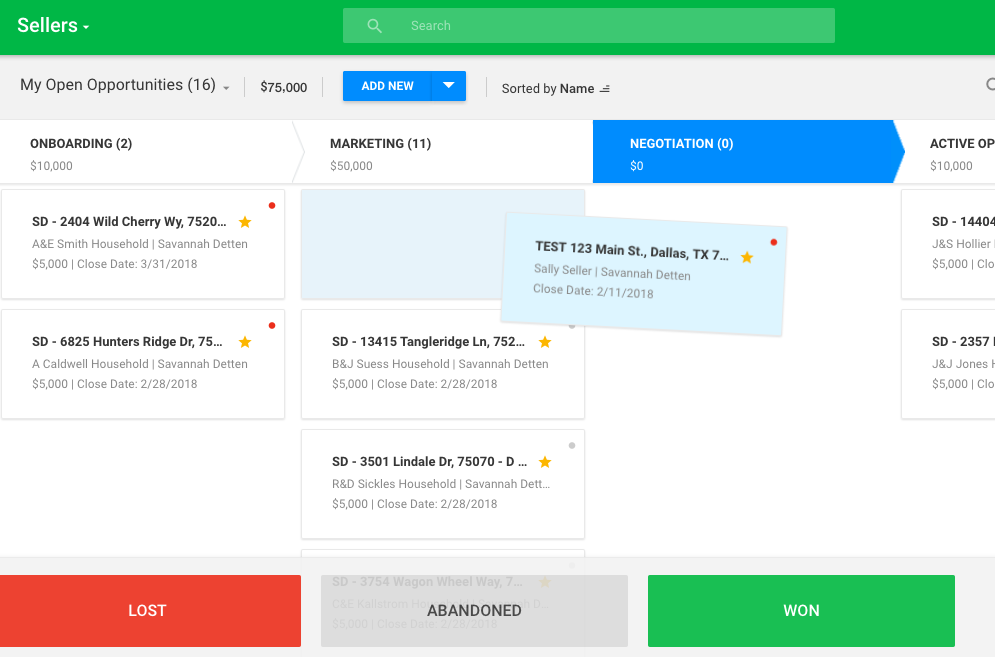 Sellers
Search
My Open Opportunities (16)
$75,000
ADD NEW
Sorted by Name
ONBOARDING (2)
$10,000
MARKETING (11)
$50,000
NEGOTIATION (0)
$0
ACTIVE OP
$10,000
SD - 2404 Wild Cherry Wy, 7520...
A&E Smith Household | Savannah Detten
$5,000 | Close Date: 3/31/2018
SD - 6825 Hunters Ridge Dr, 75...
A Caldwell Household | Savannah Detten
$5,000 | Close Date: 2/28/2018
TEST 123 Main St., Dallas, TX 7...
Sally Seller | Savannah Detten
Close Date: 2/11/2018
SD - 13415 Tangleridge Ln, 752...
B&J Suess Household | Savannah Detten
$5,000 | Close Date: 2/28/2018
SD - 3501 Lindale Dr, 75070 - D ...
R&D Sickles Household | Savannah Dett...
$5,000 | Close Date: 2/28/2018
SD - 3754 Wagon Wheel Way, 7...
C&E Kallstrom Household | Savannah D...
$5,000 | Close Date: 2/28/2018
SD - 14404
J&S Hollier
$5,000 | Clo
SD - 2357
J&J Jones H
$5,000 | Clo
LOST
ABANDONED
WON